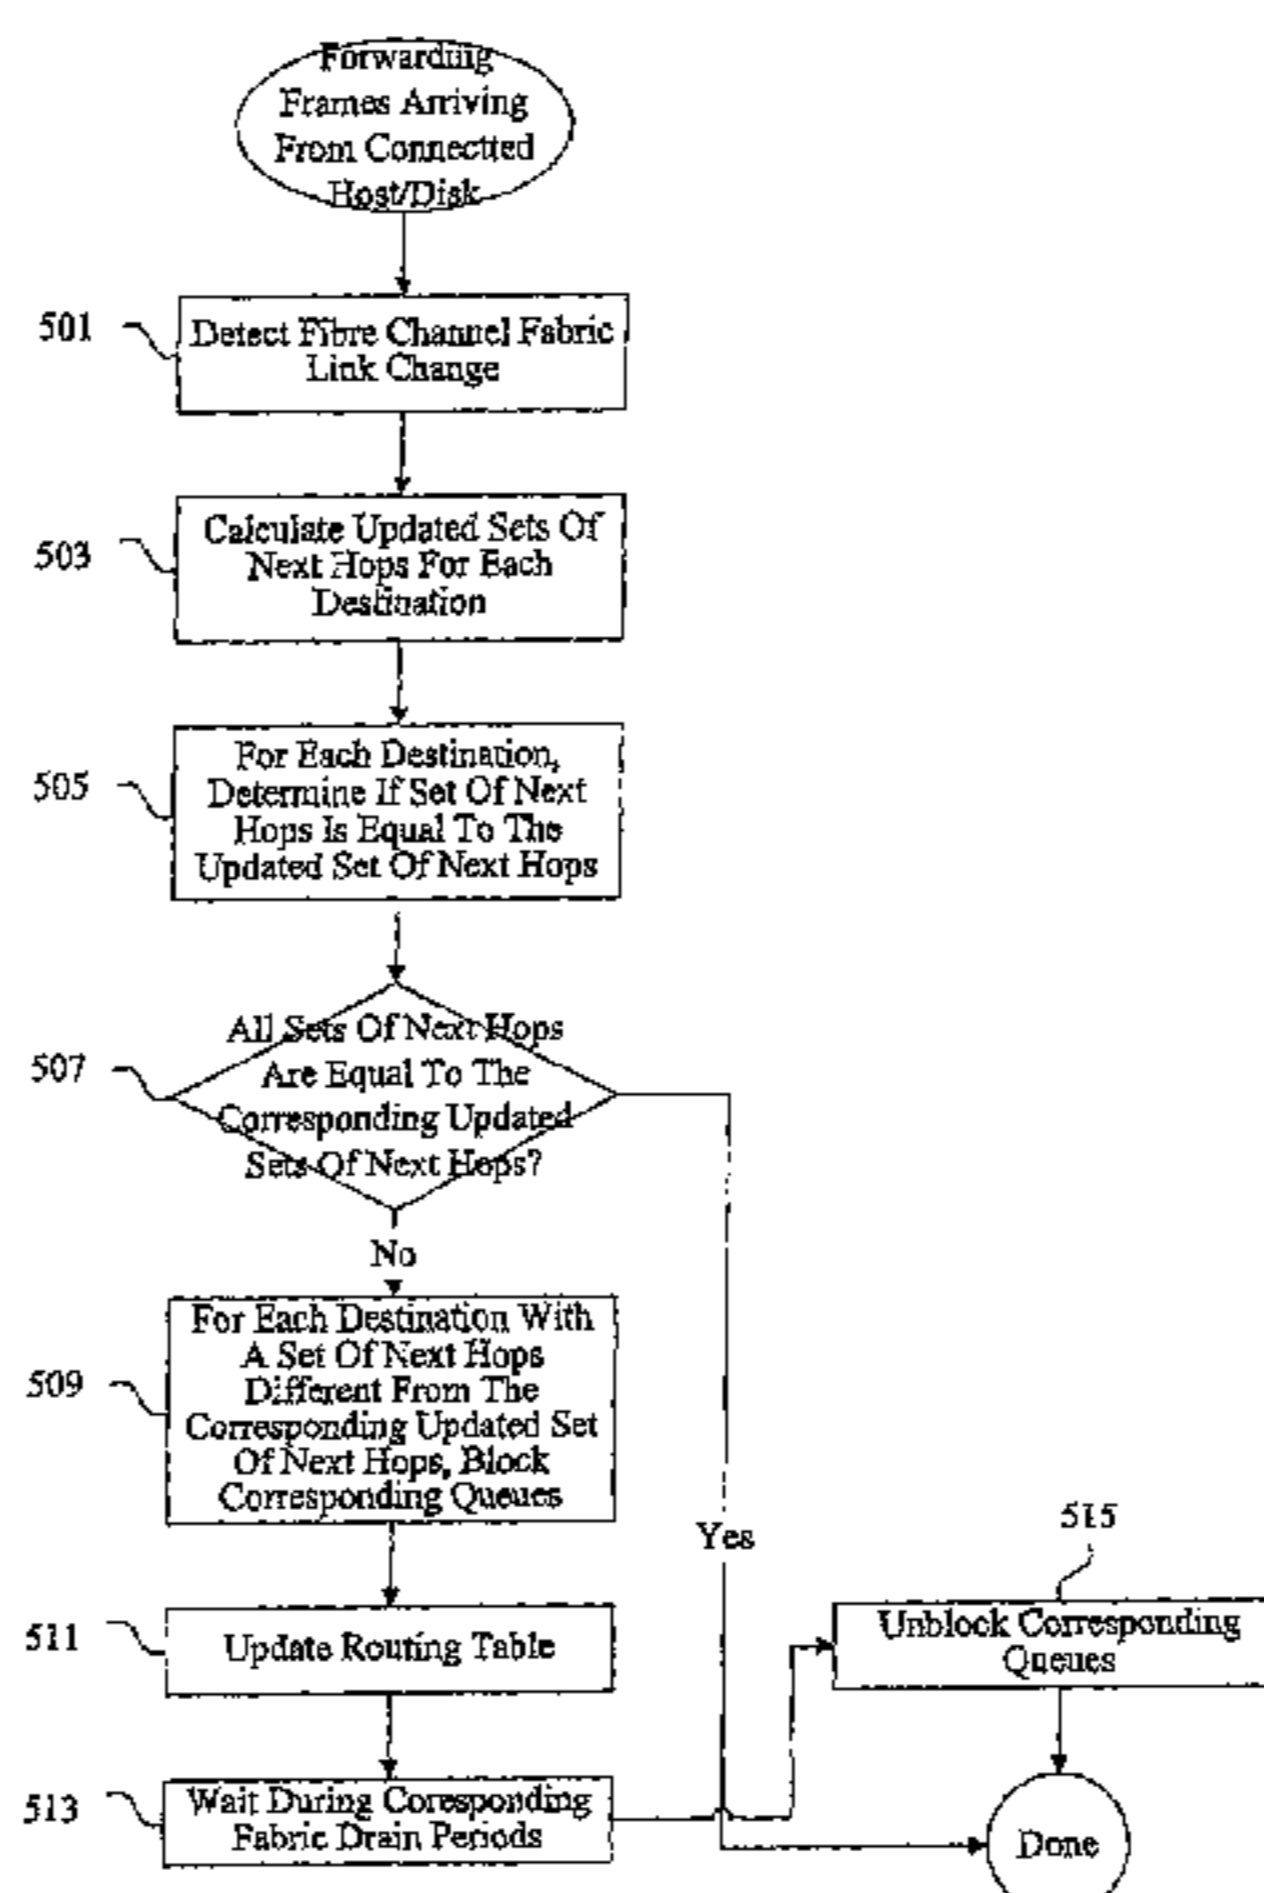 Forwarding
Frames Arriving
From Connectted
Host/Disk
501
Detect Fibre Channel Fabric
Link Change
503
Calculate Updated Sets Of
Next Hops For Each
Destination
505
For Each Destination,
Determine If Set Of Next
Hops Is Equal To The
Updated Set Of Next Hops
507
All Sets Of Next Hops
Are Equal To The
Corresponding Updated
Sets Of Next Hops?
No
509
For Each Destination With
A Set Of Next Hops
Different From The
Corresponding Updated Set
Of Next Hops, Block
Corresponding Queues
Yes
511
Update Routing Table
515
Unblock Corresponding
Queues
513
Wait During Coresponding
Fabric Drain Periods
Done